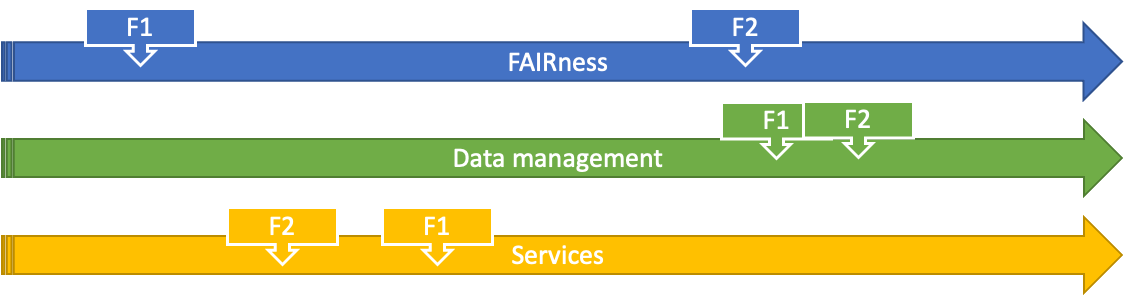 F1
F2
FAIRness
F1
F2
Data management
F2
F1
Services